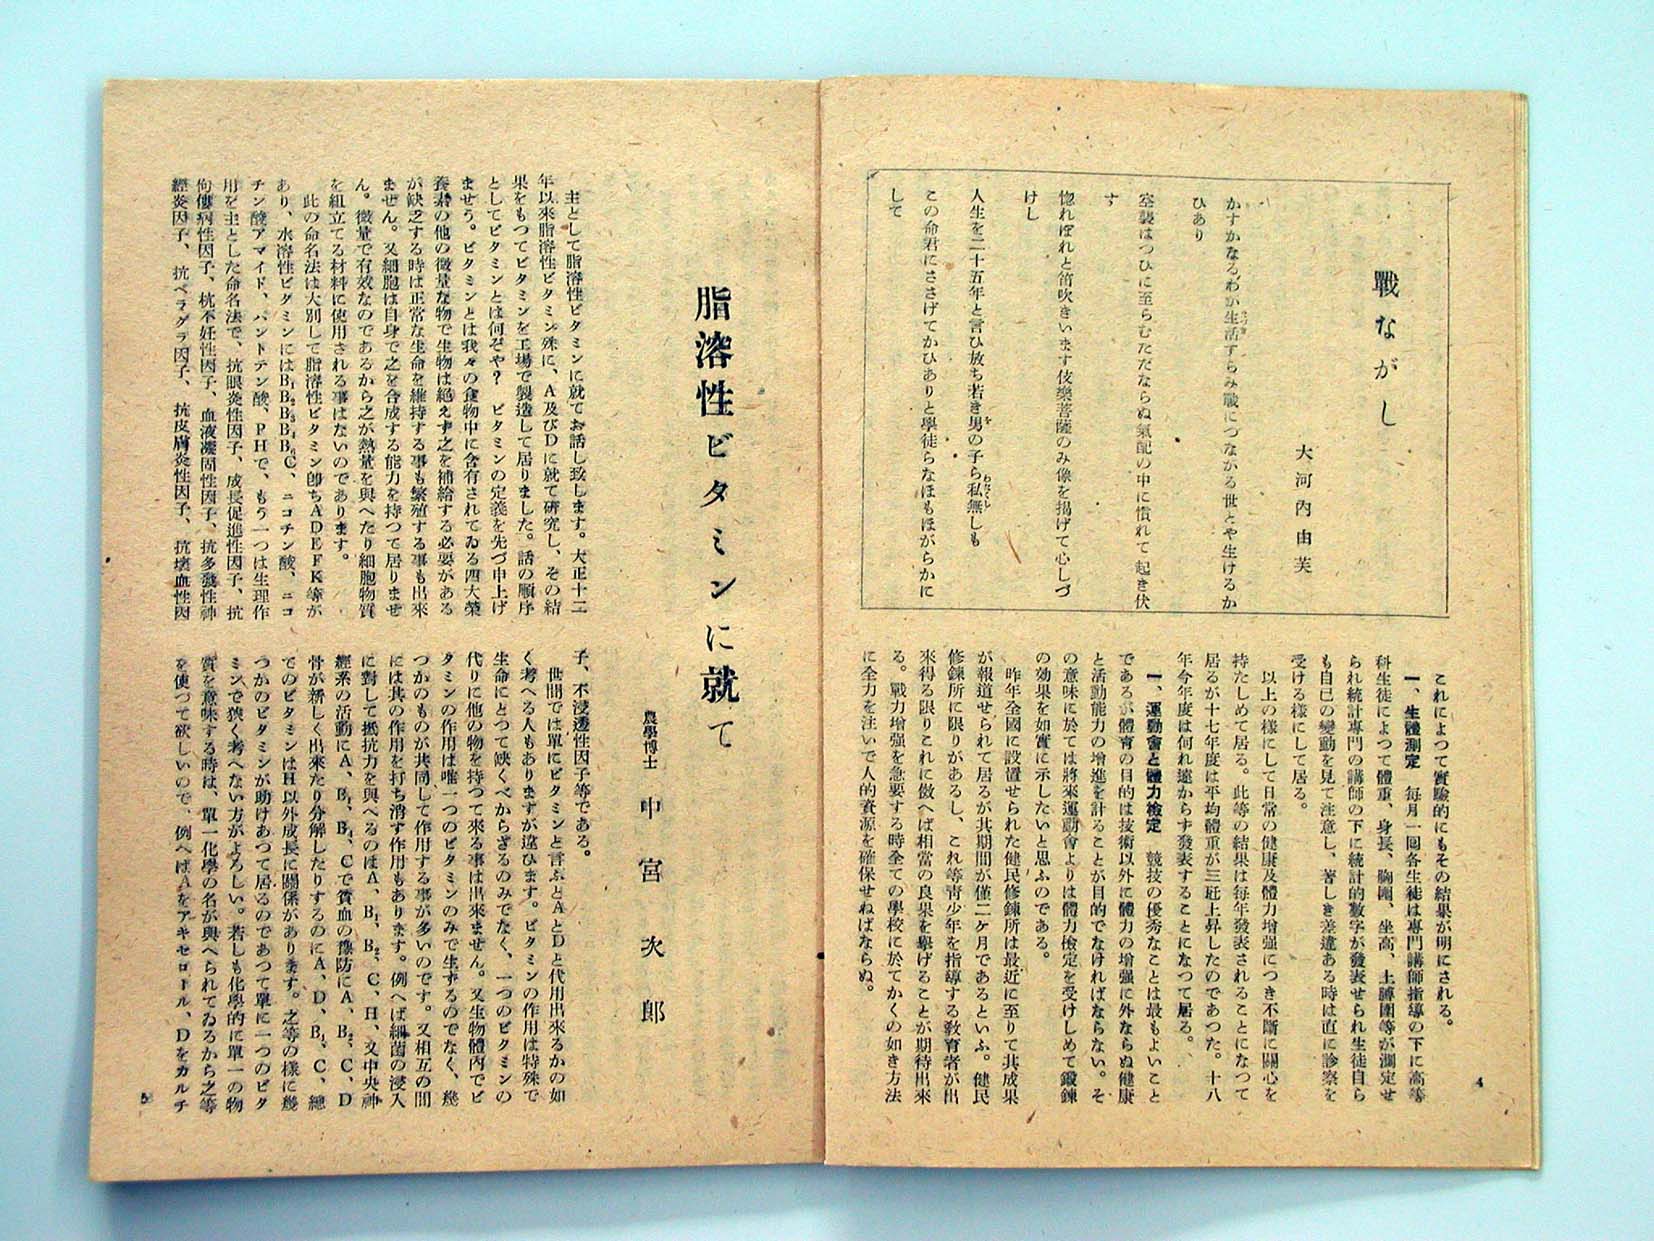 戰ながし
大河內由芙
かすかなるわが生活すらみ戰につながる世とや生けるか
ひあり
空襲はつひに至らむただならぬ氣配の中に慣れて起き伏
す
惚れぼれと笛吹きいます伎樂菩薩のみ像を揭げて心しづ
けし
人生を二十五年と言ひ放ち若き男の子ら私無しも
この命君にささげてかひありと學徒らなほもほがらかに
して
これによつて實驗的にもその結果が明にされる。
一、生體測定 每月一囘各生徒は專門講師指導の下に高等
科生徒によつて體重、身長、胸圍、坐高、上膊圍等が測定せ
られ統計專門の講師の下に統計的數字が發表せられ生徒自ら
も自己の變動を見て注意し、著しき差違ある時は直に診察を
受ける樣にして居る。
以上の樣にして日常の健康及體力增强につき不斷に關心を
持たしめて居る。此等の結果は每年發表されることになつて
居るが十七年度は平均體重が三瓩上昇したのであつた。十八
年今年度は何れ遠からず發表することになつて居る。
一、運動會と體力檢定 競技の優秀なことは最もよいこと
であるが體育の目的は技術以外に體力の增强に外ならぬ健康
と活動能力の增進を計ることが目的でなければならない。そ
の意味に於ては將來運動會よりは體力檢定を受けしめて鍛鍊
の効果を如實に示したいと思ふのである。
昨年全國に設置せられた健民修鍊所は最近に至りて其成果
が報道せられて居るが其期間が僅二ケ月であるといふ。健民
修鍊所に限りがあるし、これ等靑少年を指導する敎育者が出
來得る限りこれに倣へば相當の良果を擧げることが期待出來
る。戰力增强を急要する時全ての學校に於てかくの如き方法
に全力を注いで人的資源を確保せねばならぬ。
4
脂溶性ビタミンに就て
農學博士 中宮次郎
主として脂溶性ビタミンに就てお話し致します。大正十二
年以來脂溶性ビタミン殊に、A及びDに就て硏究し、その結
果をもつてビタミンを工場で製造して居りました。話の順序
としてビタミンとは何ぞや? ビタミンの定義を先づ申上げ
ませう。ビタミンとは我々の食物中に含有されてゐる四大榮
養素の他の微量な物で生物は絕えず之を補給する必要がある
が缺乏する時は正常な生命を維持する事も繁殖する事も出來
ません。又細胞は自身で之を合成する能力を持つて居りませ
ん。微量で有效なのであるから之が熱量を與へたり細胞物質
を組立てる材料に使用される事はないのであります。
此の命名法は大別して脂溶性ビタミン卽ちADEFK等が
あり、水溶性ビタミンにはB₁B₂B₃B₄B₆C、ニコチン酸、ニコ
チン酸アマイド、パントテン酸、PHで、もう一つは生理作
用を主とした命名法で、抗眼炎性因子、成長促進性因子、抗
佝僂病性因子、杭不妊性因子、血液凝固性因子、抗多發性神
經炎因子、抗ペラグラ因子、抗皮膚炎性因子、抗壞血性因
子、不浸透性因子等である。
世間では單にビタミンと言ふとAとDと代用出來るかの如
く考へる人もありますが違ひます。ビタミンの作用は特殊で
生命にとつて缺くべからざるのみでなく、一つのビタミンの
代りに他の物を持つて來る事は出來ません。又生物體內でビ
タミンの作用は唯一つのビタミンのみで生ずるのでなく、幾
つかのものが共同して作用する事が多いのです。又相互の間
には其の作用を打ち消す作用もあります。例へば細菌の浸入
に對して抵抗力を與へるのはA、B₁、B₂、C、H、又中央神
經系の活動にA、B₁、B₄、Cで貧血の豫防にA、B₂、C、D
骨が新しく出來たり分解したりするのにA、D、B₁、C、總
てのビタミンはH以外成長に關係があります。之等の樣に幾
つかのビタミンが助けあつて居るのであつて單に一つのビタ
ミンで狹く考へない方がよろしい。若しも化學的に單一の物
質を意味する時は、單一化學の名が與へられてゐるから之等
を使つて欲しいので、例へばAをアキセロール、Dをカルチ
5